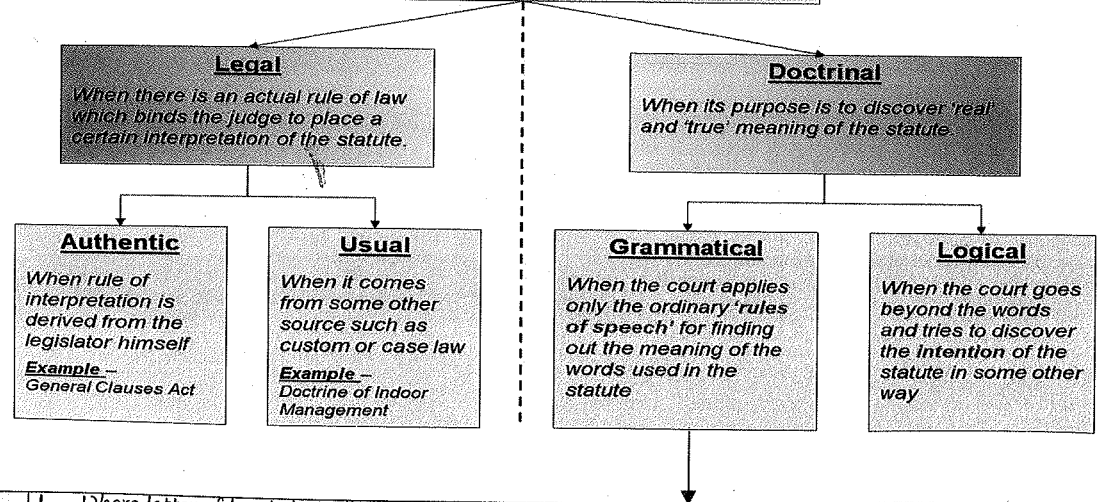 Legal
When there is an actual rule of law
which binds the judge to place a
certain interpretation of the statute.
Doctrinal
When its purpose is to discover 'real'
and 'true' meaning of the statute.
Authentic
When rule of
interpretation is
derived from the
legislator himself
Example –
General Clauses Act
Usual
When it comes
from some other
source such as
custom or case law
Example –
Doctrine of Indoor
Management
Grammatical
When the court applies
only the ordinary 'rules
of speech' for finding
out the meaning of the
words used in the
statute
Logical
When the court goes
beyond the words
and tries to discover
the intention of the
statute in some other
way